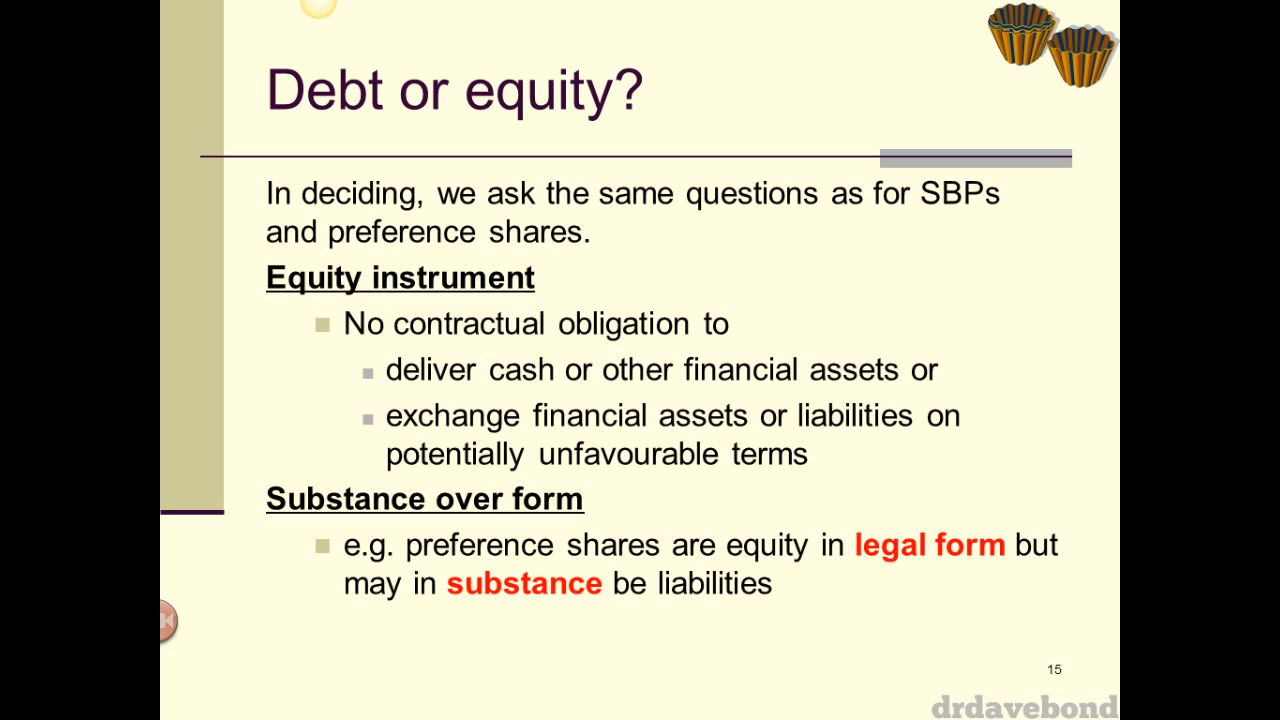 Debt or equity?
In deciding, we ask the same questions as for SBPs
and preference shares.
Equity instrument
No contractual obligation to
deliver cash or other financial assets or
exchange financial assets or liabilities on
potentially unfavourable terms
Substance over form
e.g. preference shares are equity in legal form but
may in substance be liabilities
15
drdavebond